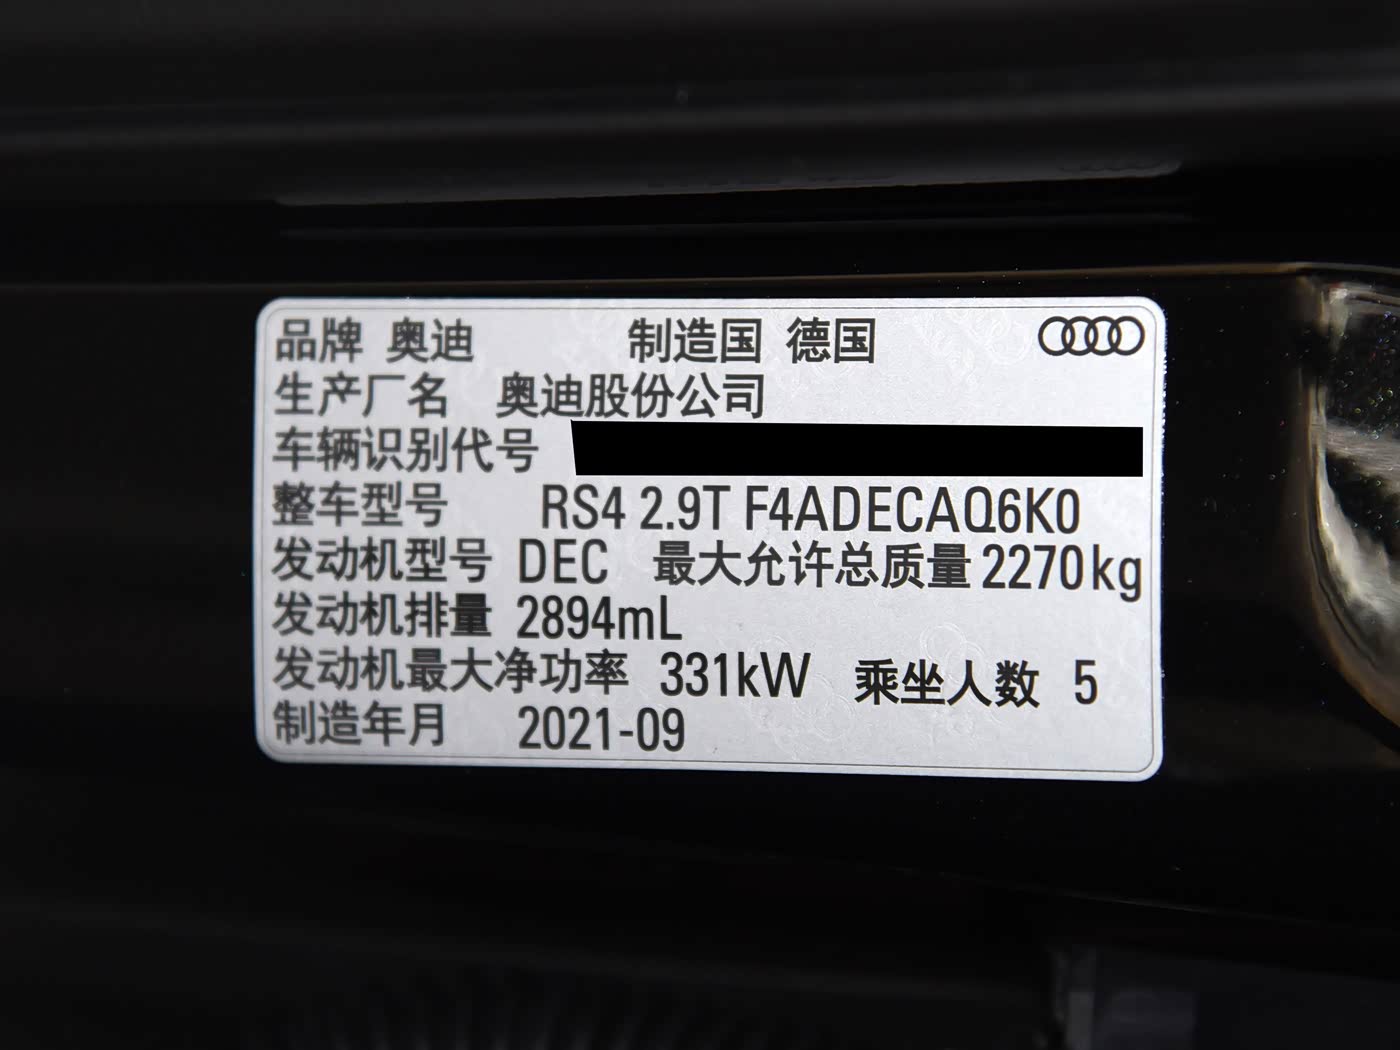 品牌 奥迪 制造国 德国
生产厂名 奥迪股份公司
车辆识别代号
整车型号 RS4 2.9T F4ADECAQ6K0
发动机型号 DEC 最大允许总质量 2270kg
发动机排量 2894mL
发动机最大净功率 331kW 乘坐人数 5
制造年月 2021-09